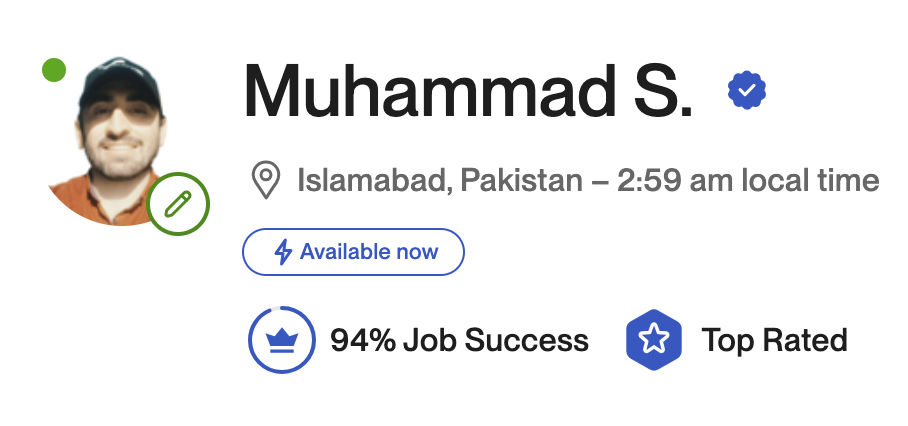 Muhammad S.
Islamabad, Pakistan – 2:59 am local time
Available now
94% Job Success
Top Rated